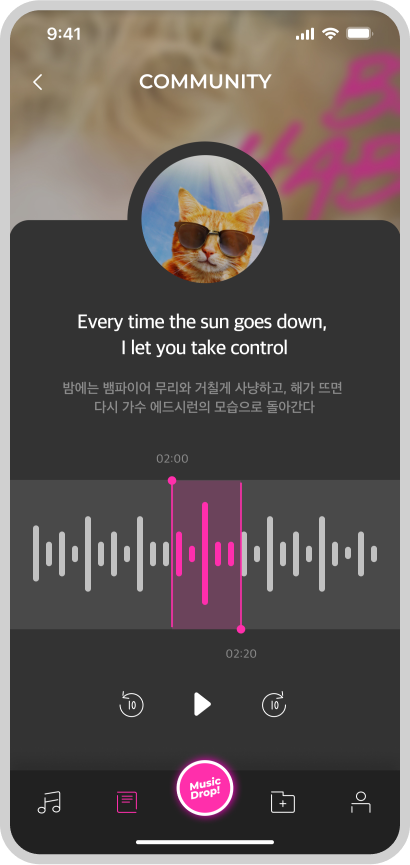 9:41
COMMUNITY
Every time the sun goes down,
I let you take control
밤에는 뱀파이어 무리와 거칠게 사냥하고, 해가 뜨면
다시 가수 에드시런의 모습으로 돌아간다
02:00
02:20
10
10
Music
Drop!